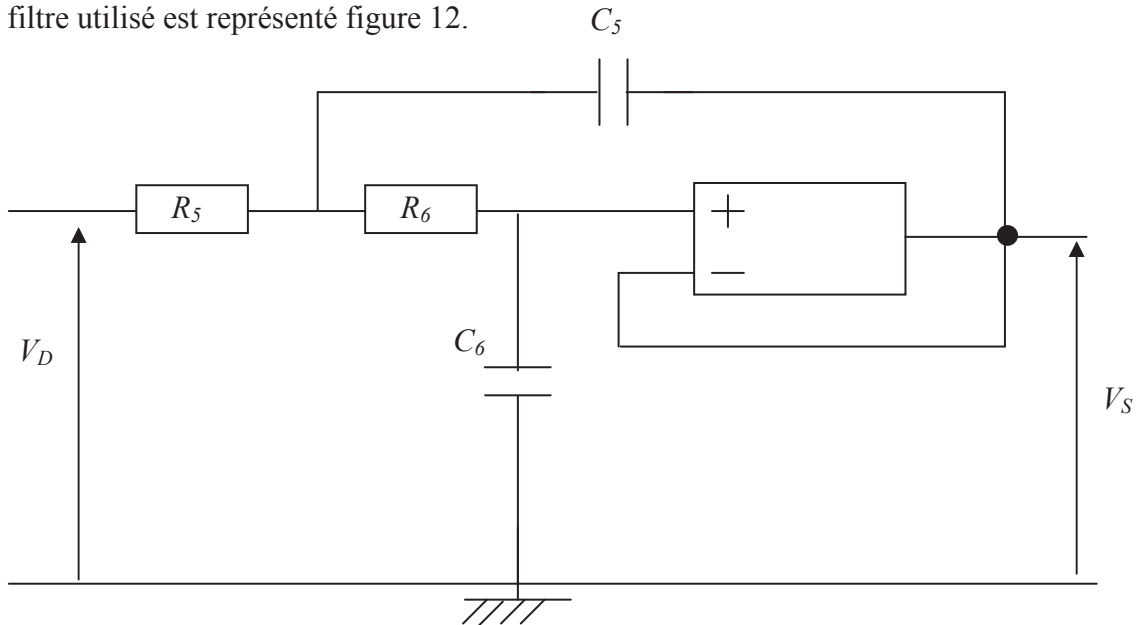 filtre utilisé est représenté figure 12.
C5
R5
R6
+
−
VD
C6
VS